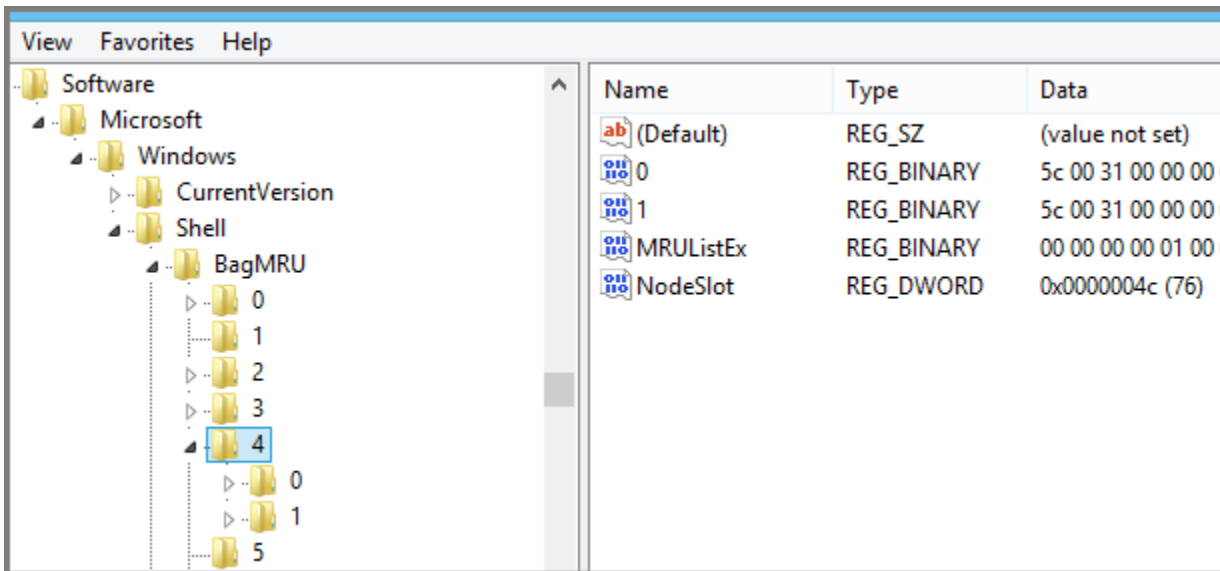 View Favorites Help
Software
Microsoft
Windows
CurrentVersion
Shell
BagMRU
0
1
2
3
4
0
1
5
Name Type Data
(Default) REG_SZ (value not set)
0 REG_BINARY 5c 00 31 00 00 00
1 REG_BINARY 5c 00 31 00 00 00
MRUListEx REG_BINARY 00 00 00 00 01 00
NodeSlot REG_DWORD 0x0000004c (76)